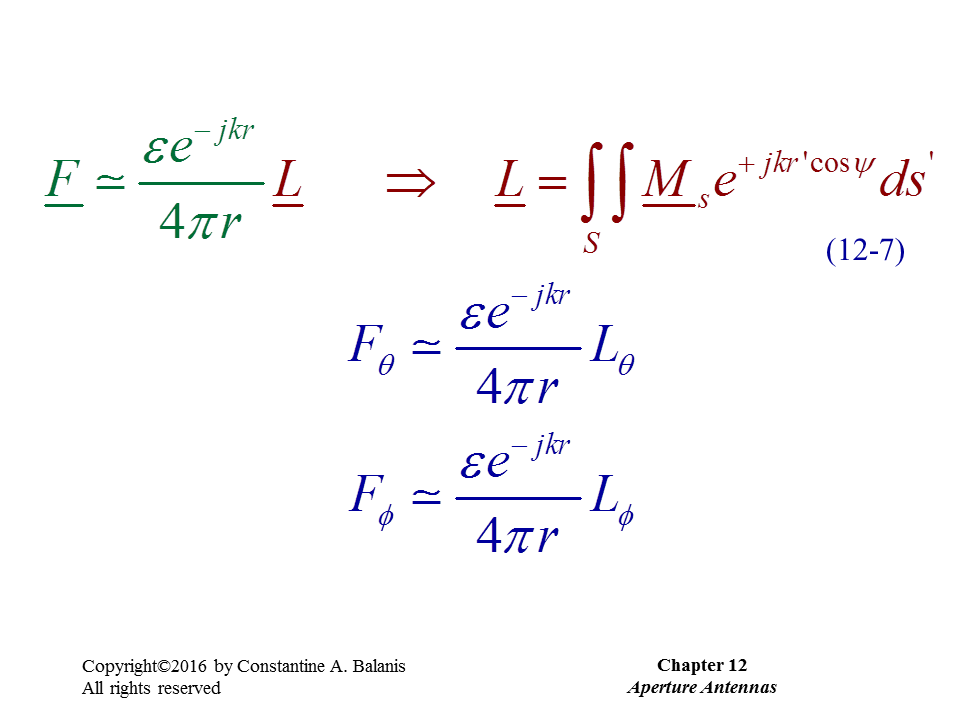 F ≃ εe^{− jkr} / 4πr L ⇒ L = ∫∫_S M_s e^{+ jkr'cosψ} ds'
(12-7)
F_θ ≃ εe^{− jkr} / 4πr L_θ
F_ϕ ≃ εe^{− jkr} / 4πr L_ϕ
Copyright©2016 by Constantine A. Balanis
All rights reserved
Chapter 12
Aperture Antennas